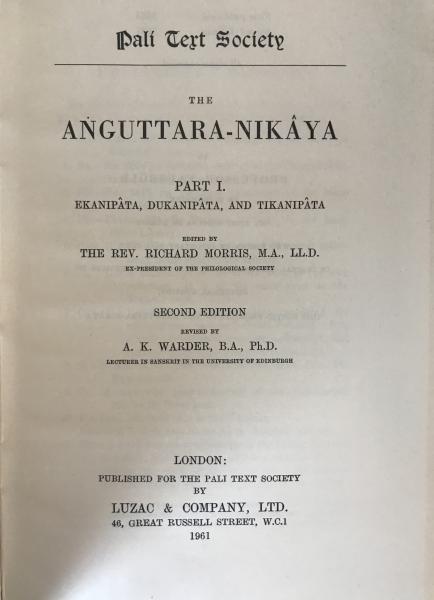 Pali Text Society
THE
AṄGUTTARA-NIKÂYA
PART I.
EKANIPÂTA, DUKANIPÂTA, AND TIKANIPÂTA
EDITED BY
THE REV. RICHARD MORRIS, M.A., LL.D.
EX-PRESIDENT OF THE PHILOLOGICAL SOCIETY
SECOND EDITION
REVISED BY
A. K. WARDER, B.A., Ph.D.
LECTURER IN SANSKRIT IN THE UNIVERSITY OF EDINBURGH
LONDON:
PUBLISHED FOR THE PALI TEXT SOCIETY
BY
LUZAC & COMPANY, LTD.
46, GREAT RUSSELL STREET, W.C.1
1961